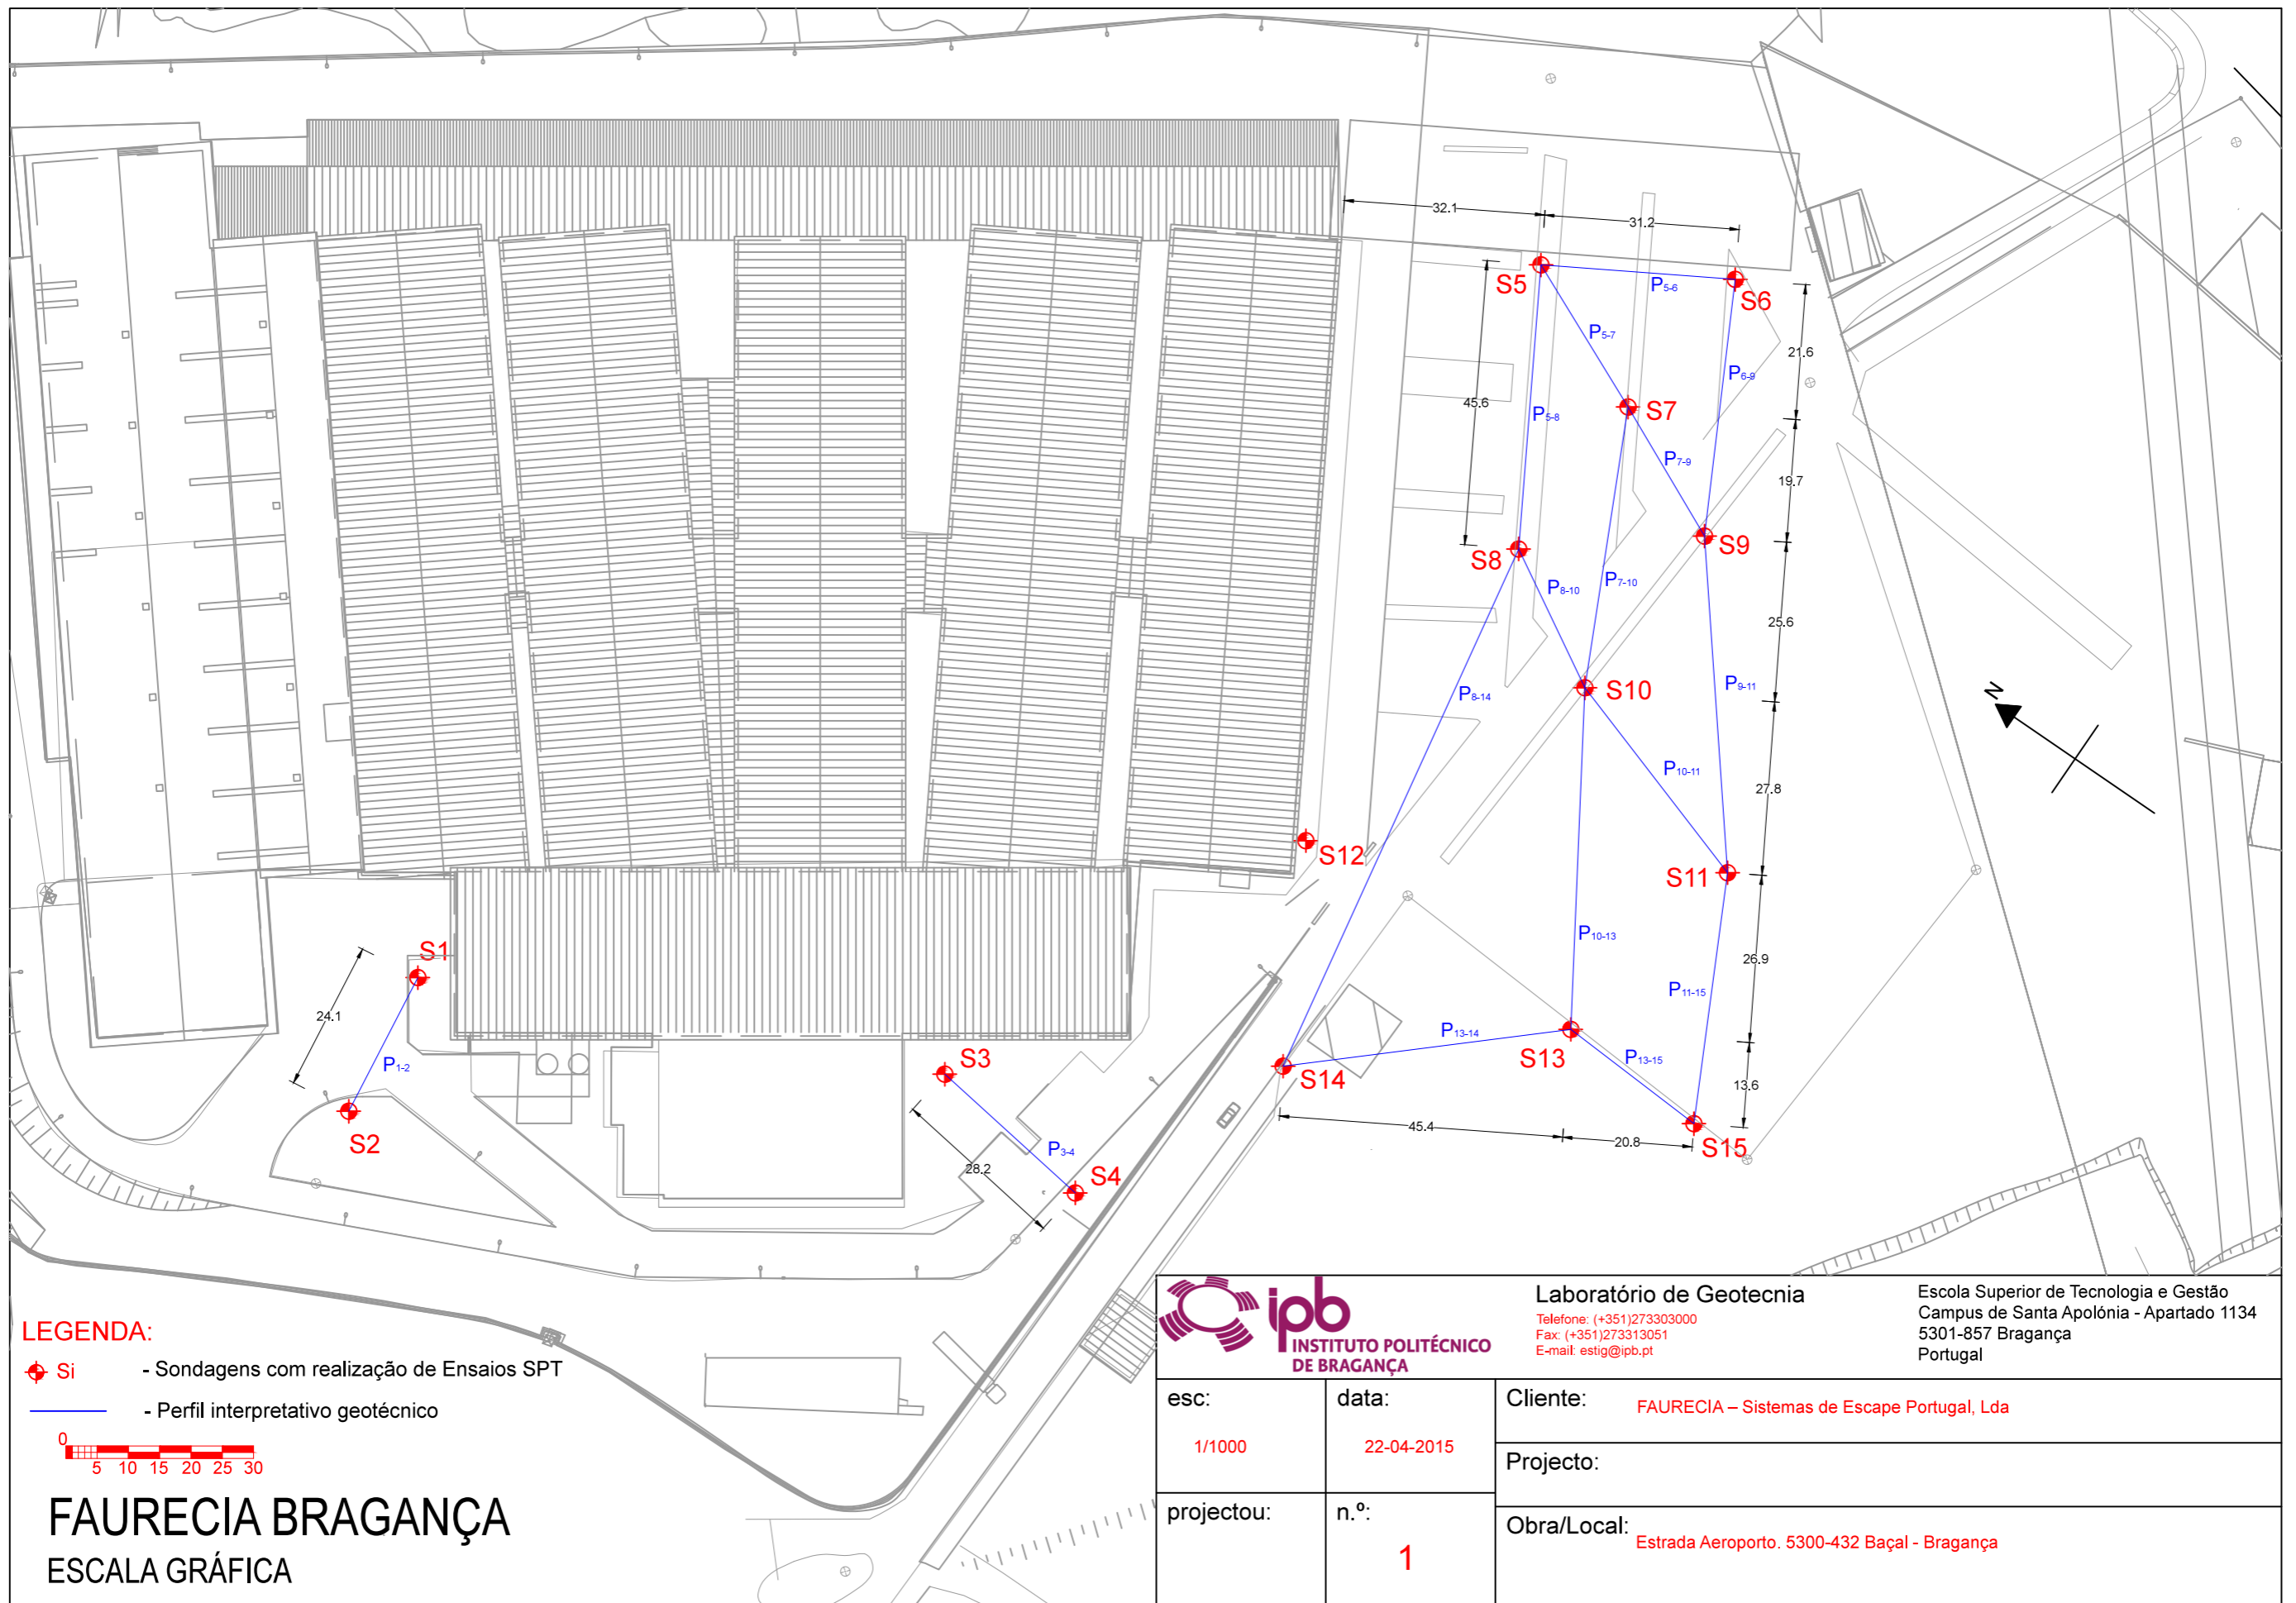 32.1
31.2
S5
P5-6
S6
P5-7
21.6
P6-9
45.6
P5-8
S7
P7-9
19.7
S8
S9
P8-10
P7-10
25.6
P8-14
S10
P9-11
N
P10-11
27.8
S12
S11
P10-13
26.9
S1
24.1
P1-2
S2
S3
P3-4
28.2
S4
P11-15
P13-14
S13
P13-15
S14
13.6
45.4
20.8
S15
LEGENDA:
Si - Sondagens com realização de Ensaios SPT
- Perfil interpretativo geotécnico
0
5 10 15 20 25 30
FAURECIA BRAGANÇA
ESCALA GRÁFICA
ipb
INSTITUTO POLITÉCNICO
DE BRAGANÇA
Laboratório de Geotecnia
Telefone: (+351)273303000
Fax: (+351)273313051
E-mail: estig@ipb.pt
Escola Superior de Tecnologia e Gestão
Campus de Santa Apolónia - Apartado 1134
5301-857 Bragança
Portugal
esc:
1/1000
data:
22-04-2015
Cliente: FAURECIA – Sistemas de Escape Portugal, Lda
Projecto:
projectou:
n.º:
1
Obra/Local: Estrada Aeroporto. 5300-432 Baçal - Bragança